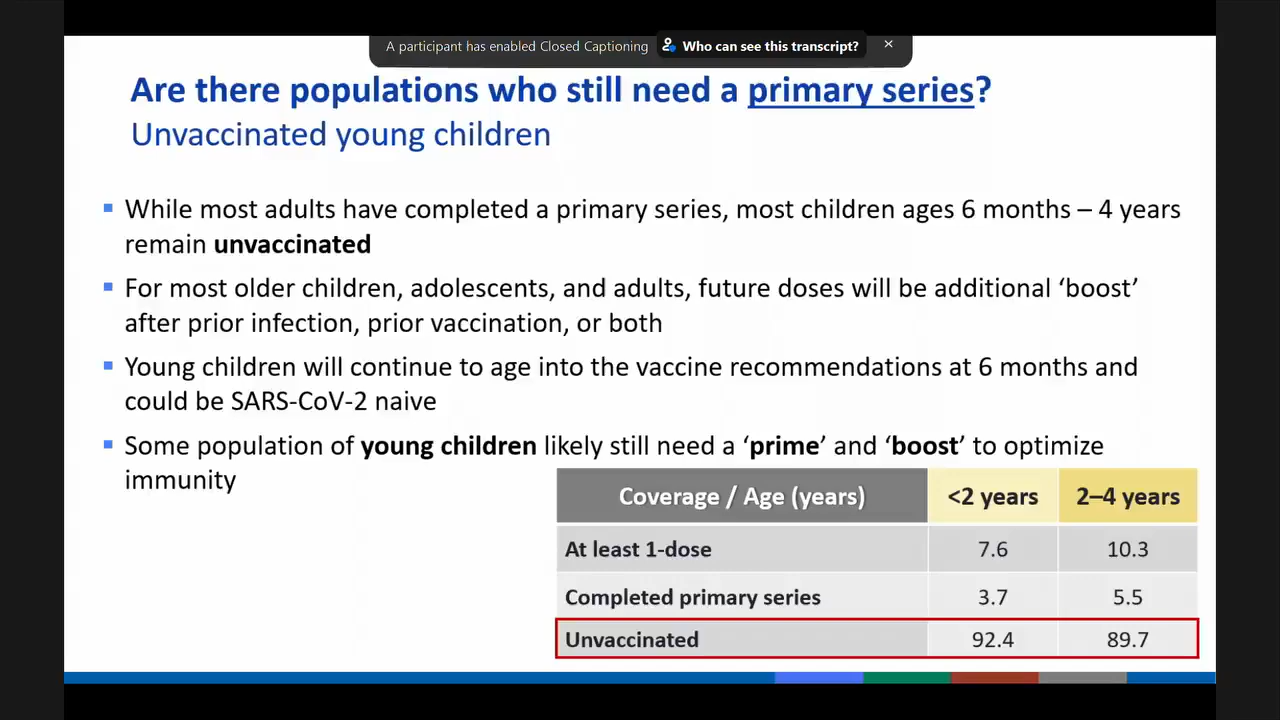 A participant has enabled Closed Captioning Who can see this transcript? ×
Are there populations who still need a primary series?
Unvaccinated young children
▪ While most adults have completed a primary series, most children ages 6 months – 4 years
remain unvaccinated
▪ For most older children, adolescents, and adults, future doses will be additional ‘boost’
after prior infection, prior vaccination, or both
▪ Young children will continue to age into the vaccine recommendations at 6 months and
could be SARS-CoV-2 naive
▪ Some population of young children likely still need a ‘prime’ and ‘boost’ to optimize
immunity
Coverage / Age (years) <2 years 2–4 years
At least 1-dose 7.6 10.3
Completed primary series 3.7 5.5
Unvaccinated 92.4 89.7